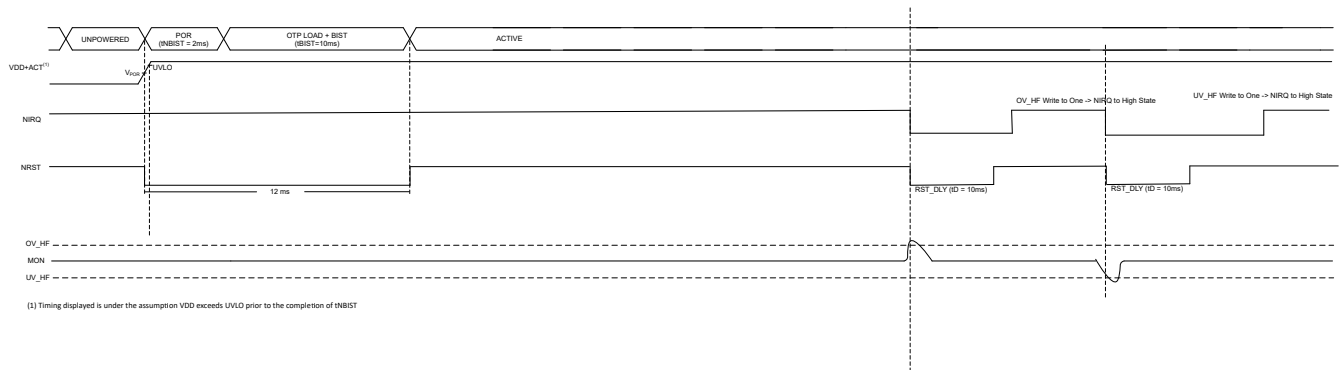 UNPOWERED
POR
(tNBIST = 2ms)
OTP LOAD + BIST
(tBIST=10ms)
ACTIVE
VDD+ACT(1)
VPOR
UVLO
OV_HF Write to One -> NIRQ to High State
UV_HF Write to One -> NIRQ to High State
NIRQ
NRST
12 ms
RST_DLY (tD = 10ms)
RST_DLY (tD = 10ms)
OV_HF
MON
UV_HF
(1) Timing displayed is under the assumption VDD exceeds UVLO prior to the completion of tNBIST